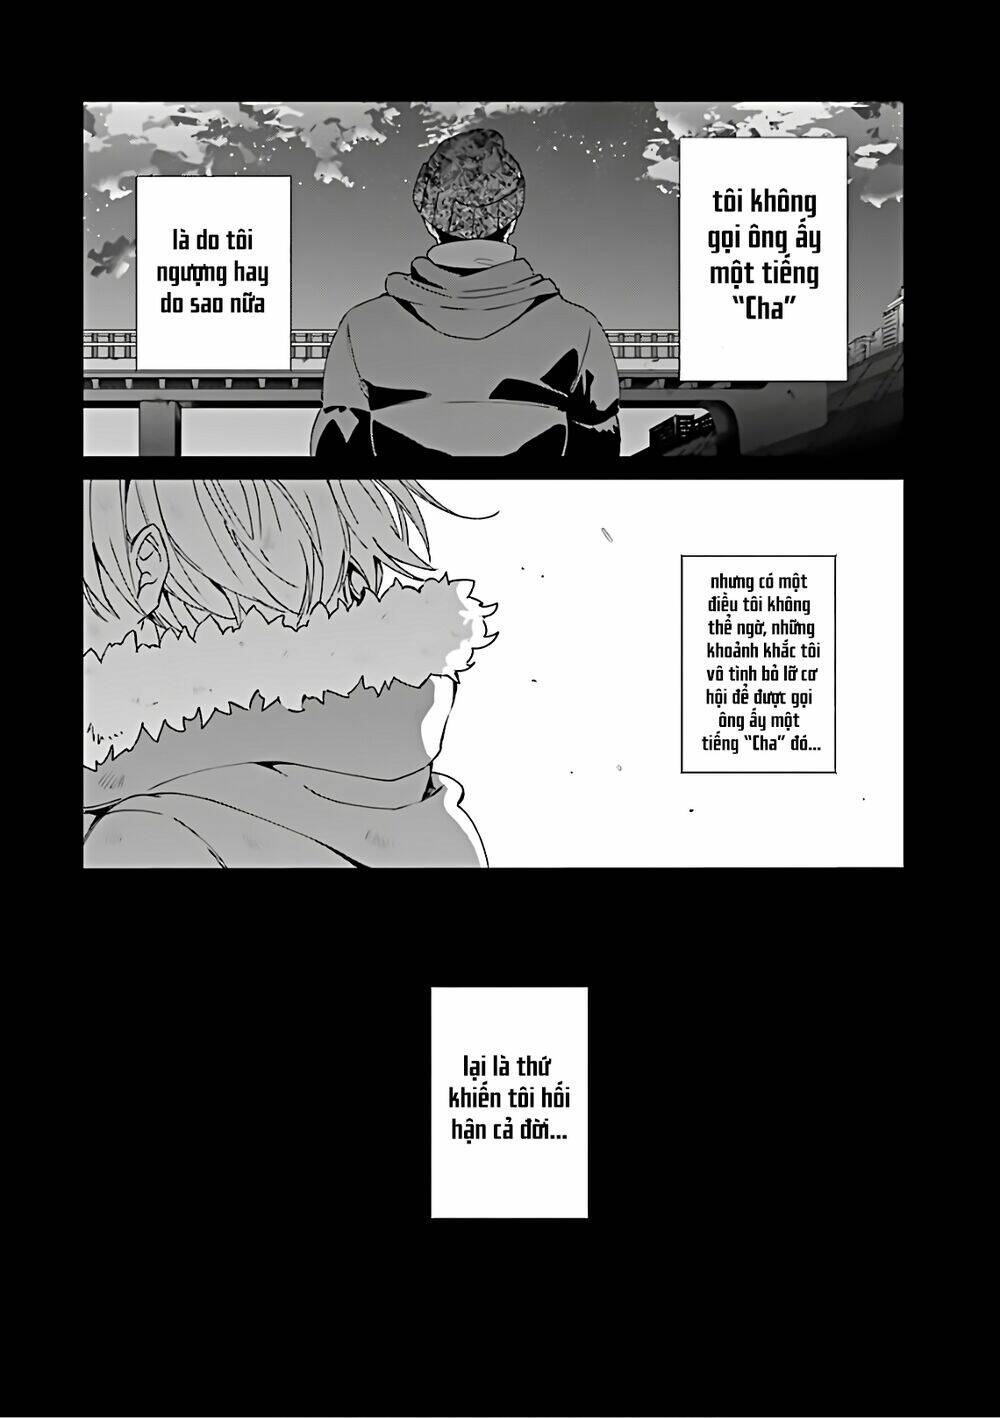 tôi không
gọi ông ấy
một tiếng
“Cha”
là do tôi
ngượng hay
do sao nữa
nhưng có một
điều tôi không
thể ngờ, những
khoảnh khắc tôi
vô tình bỏ lỡ cơ
hội để được gọi
ông ấy một
tiếng “Cha” đó...
lại là thứ
khiến tôi hối
hận cả đời...